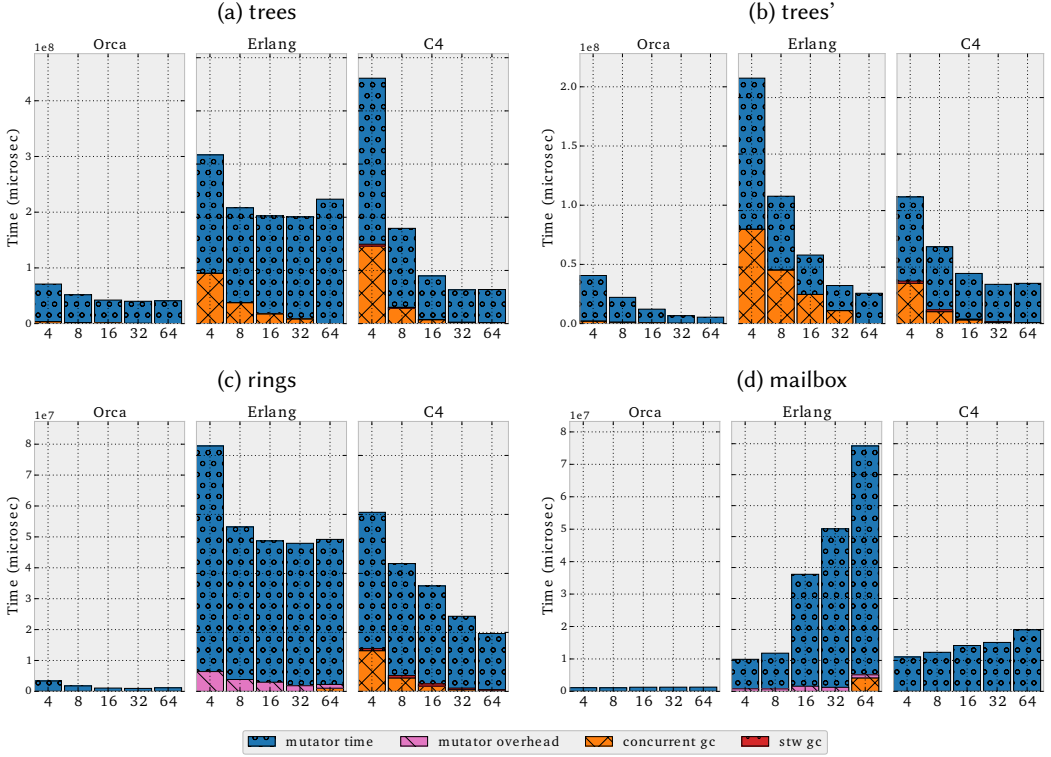 (a) trees
(b) trees’
1e8
Orca
Erlang
C4
Time (microsec)
4
3
2
1
0
4 8 16 32 64
4 8 16 32 64
4 8 16 32 64
1e8
Orca
Erlang
C4
Time (microsec)
2.0
1.5
1.0
0.5
0.0
4 8 16 32 64
4 8 16 32 64
4 8 16 32 64
(c) rings
(d) mailbox
1e7
Orca
Erlang
C4
Time (microsec)
8
7
6
5
4
3
2
1
0
4 8 16 32 64
4 8 16 32 64
4 8 16 32 64
1e7
Orca
Erlang
C4
Time (microsec)
8
7
6
5
4
3
2
1
0
4 8 16 32 64
4 8 16 32 64
4 8 16 32 64
mutator time mutator overhead concurrent gc stw gc